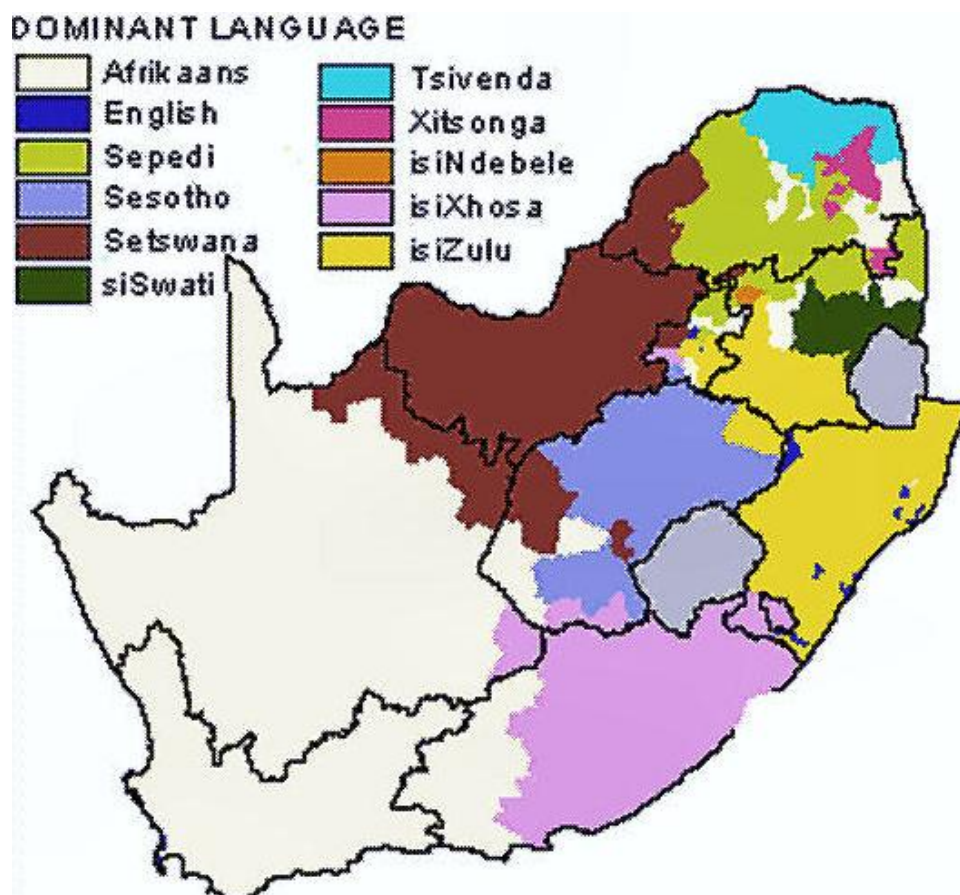 DOMINANT LANGUAGE
Afrikaans
English
Sepedi
Sesotho
Setswana
siSwati
Tsivenda
Xitsonga
isiNdebele
isiXhosa
isiZulu